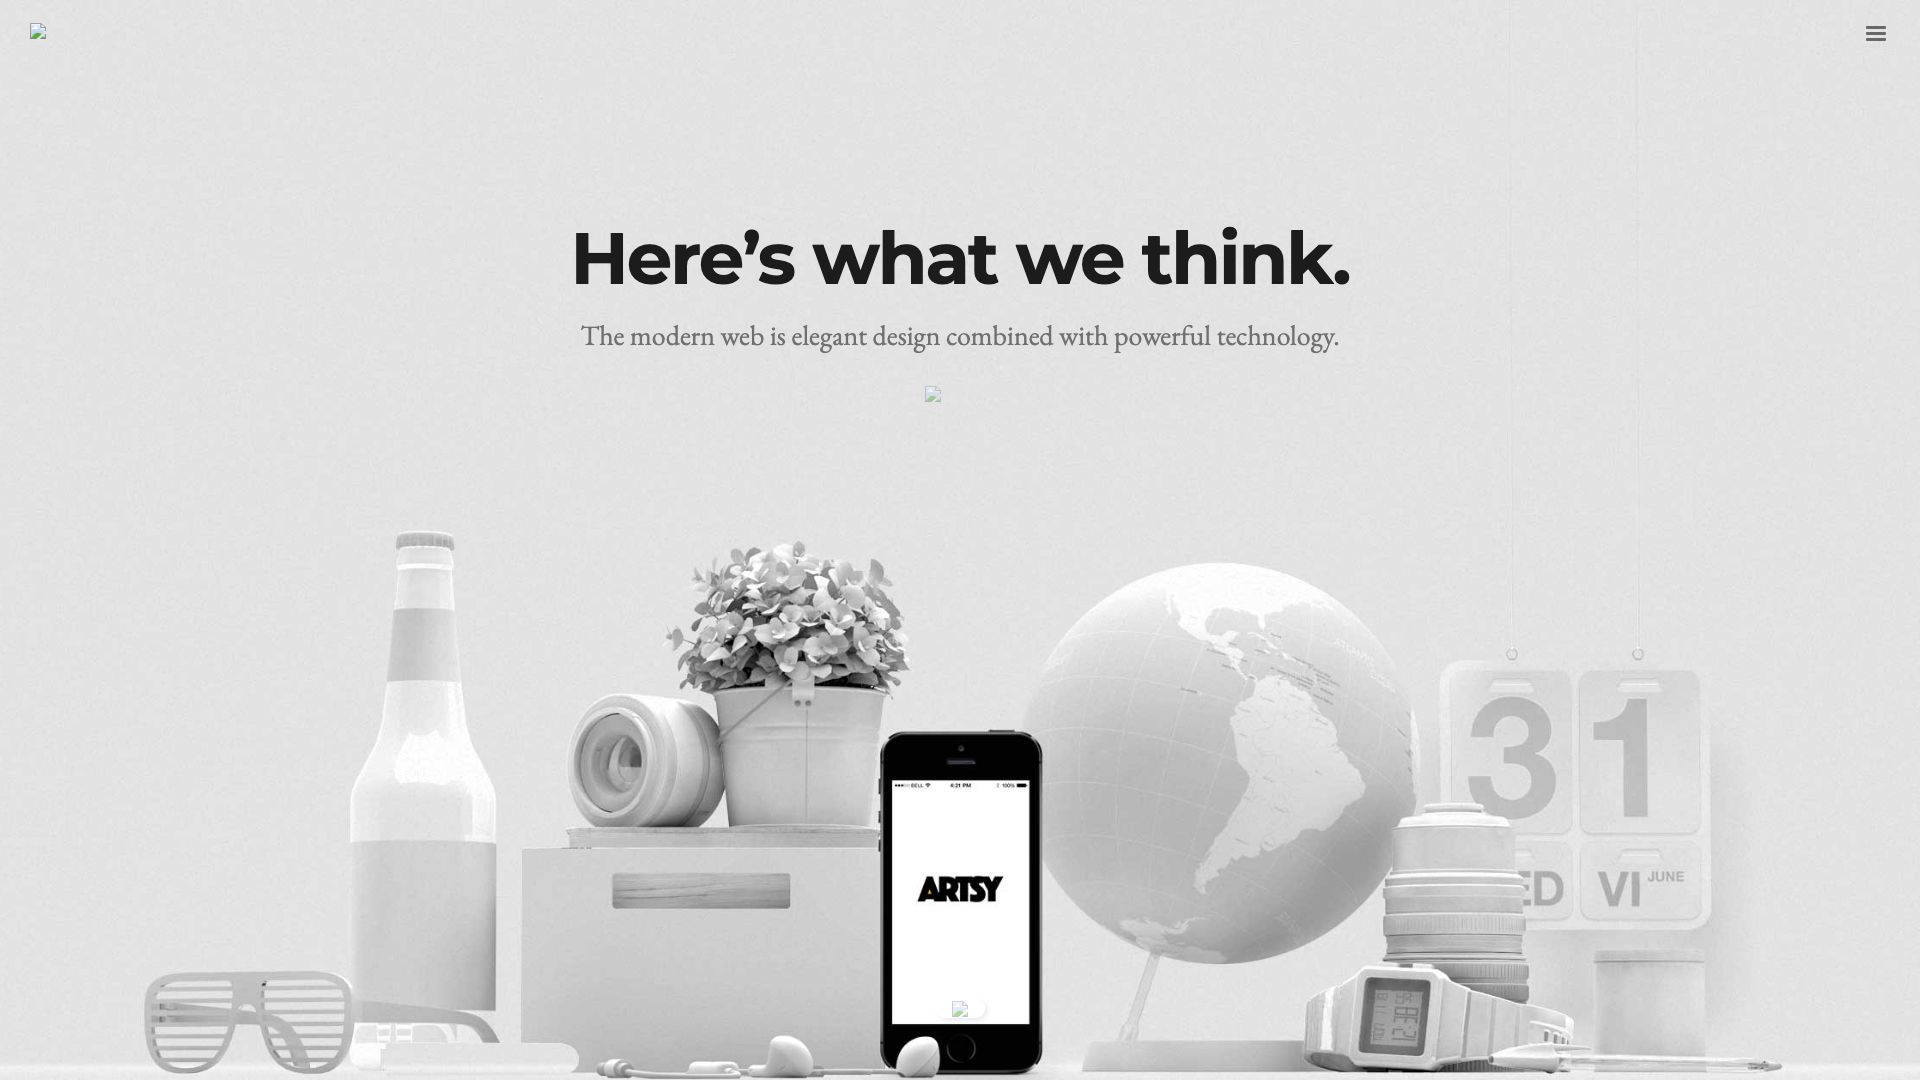 Here’s what we think.
The modern web is elegant design combined with powerful technology.
31
BELL 4:21 PM 100%
ARTSY
ED VI JUNE